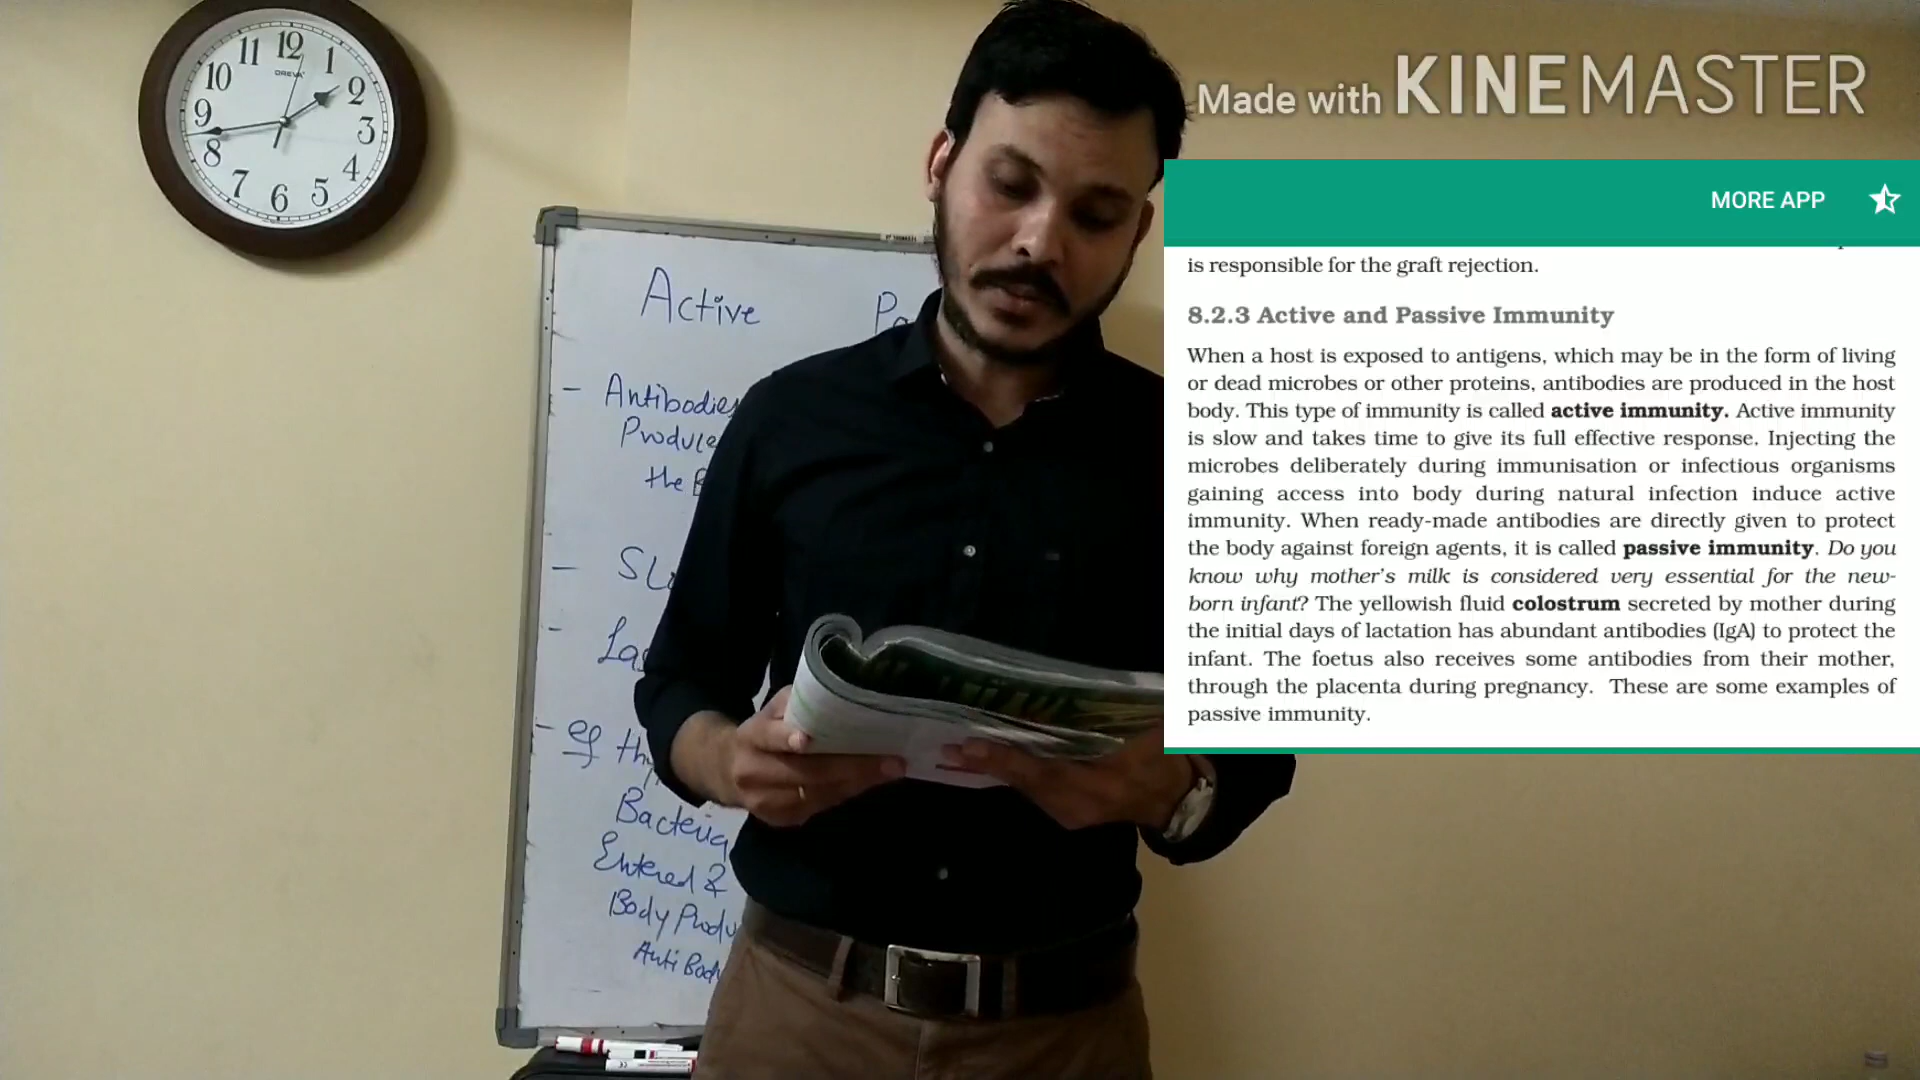 12
1
2
3
4
5
6
7
8
9
10
11
OREVA
Made with KINEMASTER
MORE APP
is responsible for the graft rejection.
8.2.3 Active and Passive Immunity
When a host is exposed to antigens, which may be in the form of living
or dead microbes or other proteins, antibodies are produced in the host
body. This type of immunity is called active immunity. Active immunity
is slow and takes time to give its full effective response. Injecting the
microbes deliberately during immunisation or infectious organisms
gaining access into body during natural infection induce active
immunity. When ready-made antibodies are directly given to protect
the body against foreign agents, it is called passive immunity. Do you
know why mother's milk is considered very essential for the new-
born infant? The yellowish fluid colostrum secreted by mother during
the initial days of lactation has abundant antibodies (IgA) to protect the
infant. The foetus also receives some antibodies from their mother,
through the placenta during pregnancy. These are some examples of
passive immunity.
Active Pa
- Antibodies
Produce
the B
-
-
- eg
Bacteria
Entered &
Body Produ
Anti Body